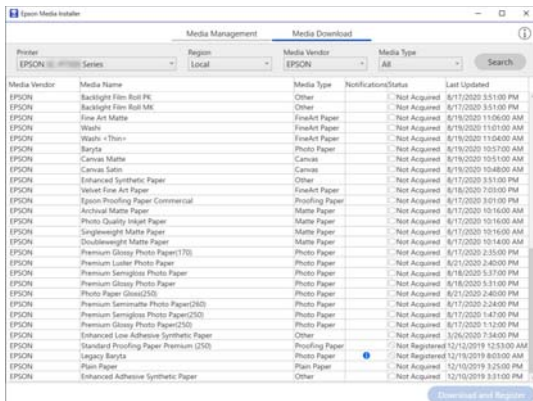 Epson Media Installer
Media Management Media Download
Printer Region Media Vendor Media Type
EPSON Series Local EPSON All Search
Media Vendor Media Name Media Type Notifications Status Last Updated
EPSON Backlight Film Roll PK Other Not Acquired 8/17/2020 3:51:00 PM
EPSON Backlight Film Roll MK Other Not Acquired 8/17/2020 3:51:00 PM
EPSON Fine Art Matte FineArt Paper Not Acquired 8/19/2020 11:06:00 AM
EPSON Washi FineArt Paper Not Acquired 8/19/2020 11:01:00 AM
EPSON Washi <Thin> FineArt Paper Not Acquired 8/19/2020 11:04:00 AM
EPSON Baryta Photo Paper Not Acquired 8/19/2020 10:57:00 AM
EPSON Canvas Matte Canvas Not Acquired 8/19/2020 10:51:00 AM
EPSON Canvas Satin Canvas Not Acquired 8/19/2020 10:48:00 AM
EPSON Enhanced Synthetic Paper Other Not Acquired 8/17/2020 3:51:00 PM
EPSON Velvet Fine Art Paper FineArt Paper Not Acquired 8/18/2020 7:03:00 PM
EPSON Epson Proofing Paper Commercial Proofing Paper Not Acquired 8/17/2020 3:01:00 PM
EPSON Archival Matte Paper Matte Paper Not Acquired 8/17/2020 10:16:00 AM
EPSON Photo Quality Inkjet Paper Matte Paper Not Acquired 8/17/2020 10:16:00 AM
EPSON Singleweight Matte Paper Matte Paper Not Acquired 8/17/2020 10:16:00 AM
EPSON Doubleweight Matte Paper Matte Paper Not Acquired 8/17/2020 10:14:00 AM
EPSON Premium Glossy Photo Paper(170) Photo Paper Not Acquired 8/17/2020 2:35:00 PM
EPSON Premium Luster Photo Paper Photo Paper Not Acquired 8/21/2020 2:40:00 PM
EPSON Premium Semigloss Photo Paper Photo Paper Not Acquired 8/18/2020 5:37:00 PM
EPSON Premium Glossy Photo Paper Photo Paper Not Acquired 8/18/2020 5:31:00 PM
EPSON Photo Paper Gloss(250) Photo Paper Not Acquired 8/21/2020 2:40:00 PM
EPSON Premium Semimatte Photo Paper(260) Photo Paper Not Acquired 8/17/2020 2:24:00 PM
EPSON Premium Semigloss Photo Paper(250) Photo Paper Not Acquired 8/17/2020 1:47:00 PM
EPSON Premium Glossy Photo Paper(250) Photo Paper Not Acquired 8/17/2020 1:12:00 PM
EPSON Enhanced Low Adhesive Synthetic Paper Other Not Acquired 3/26/2020 7:34:00 PM
EPSON Standard Proofing Paper Premium (250) Proofing Paper Not Registered 12/12/2019 12:53:00 AM
EPSON Legacy Baryta Photo Paper Not Registered 12/19/2019 8:03:00 AM
EPSON Plain Paper Plain Paper Not Acquired 12/10/2019 3:25:00 PM
EPSON Enhanced Adhesive Synthetic Paper Other Not Acquired 12/10/2019 3:31:00 PM
Download and Register